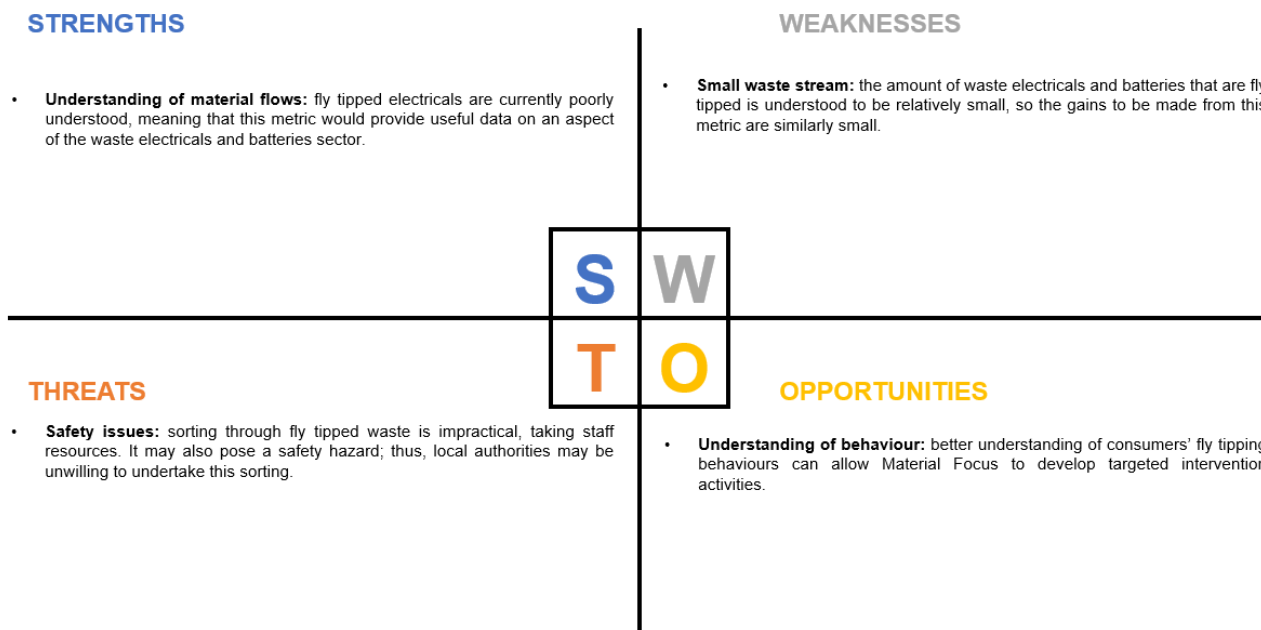 STRENGTHS
• Understanding of material flows: fly tipped electricals are currently poorly
understood, meaning that this metric would provide useful data on an aspect
of the waste electricals and batteries sector.
WEAKNESSES
• Small waste stream: the amount of waste electricals and batteries that are fly
tipped is understood to be relatively small, so the gains to be made from this
metric are similarly small.
S W
T O
THREATS
• Safety issues: sorting through fly tipped waste is impractical, taking staff
resources. It may also pose a safety hazard; thus, local authorities may be
unwilling to undertake this sorting.
OPPORTUNITIES
• Understanding of behaviour: better understanding of consumers' fly tipping
behaviours can allow Material Focus to develop targeted intervention
activities.